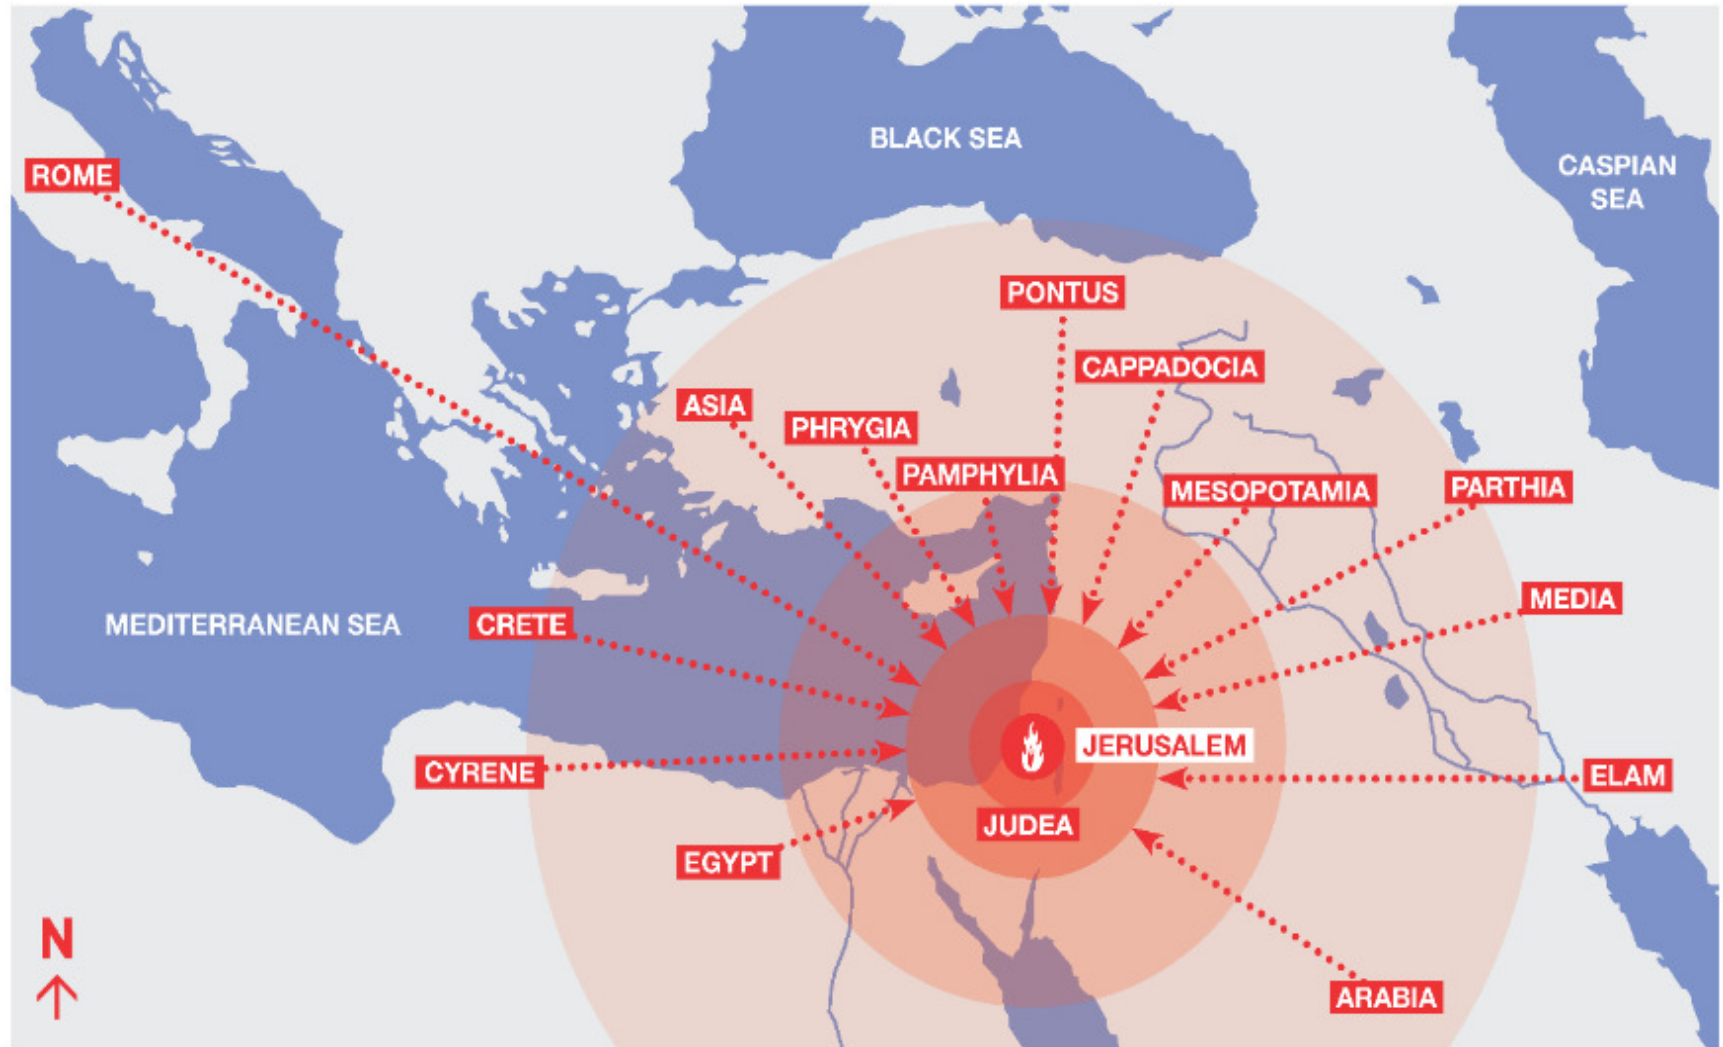 BLACK SEA
CASPIAN
SEA
ROME
PONTUS
CAPPADOCIA
ASIA
PHRYGIA
PAMPHYLIA
MESOPOTAMIA
PARTHIA
MEDIA
MEDITERRANEAN SEA
CRETE
JERUSALEM
CYRENE
ELAM
JUDEA
EGYPT
N
ARABIA